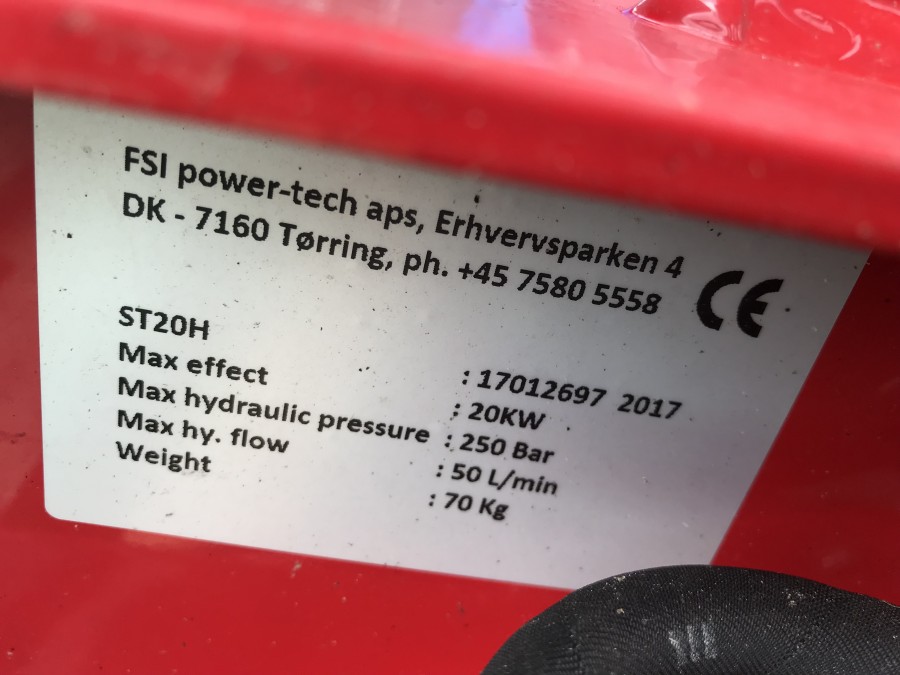 FSI power-tech aps, Erhvervsparken 4
DK - 7160 Tørring, ph. +45 7580 5558
CE
ST20H : 17012697 2017
Max effect : 20KW
Max hydraulic pressure : 250 Bar
Max hy. flow : 50 L/min
Weight : 70 Kg